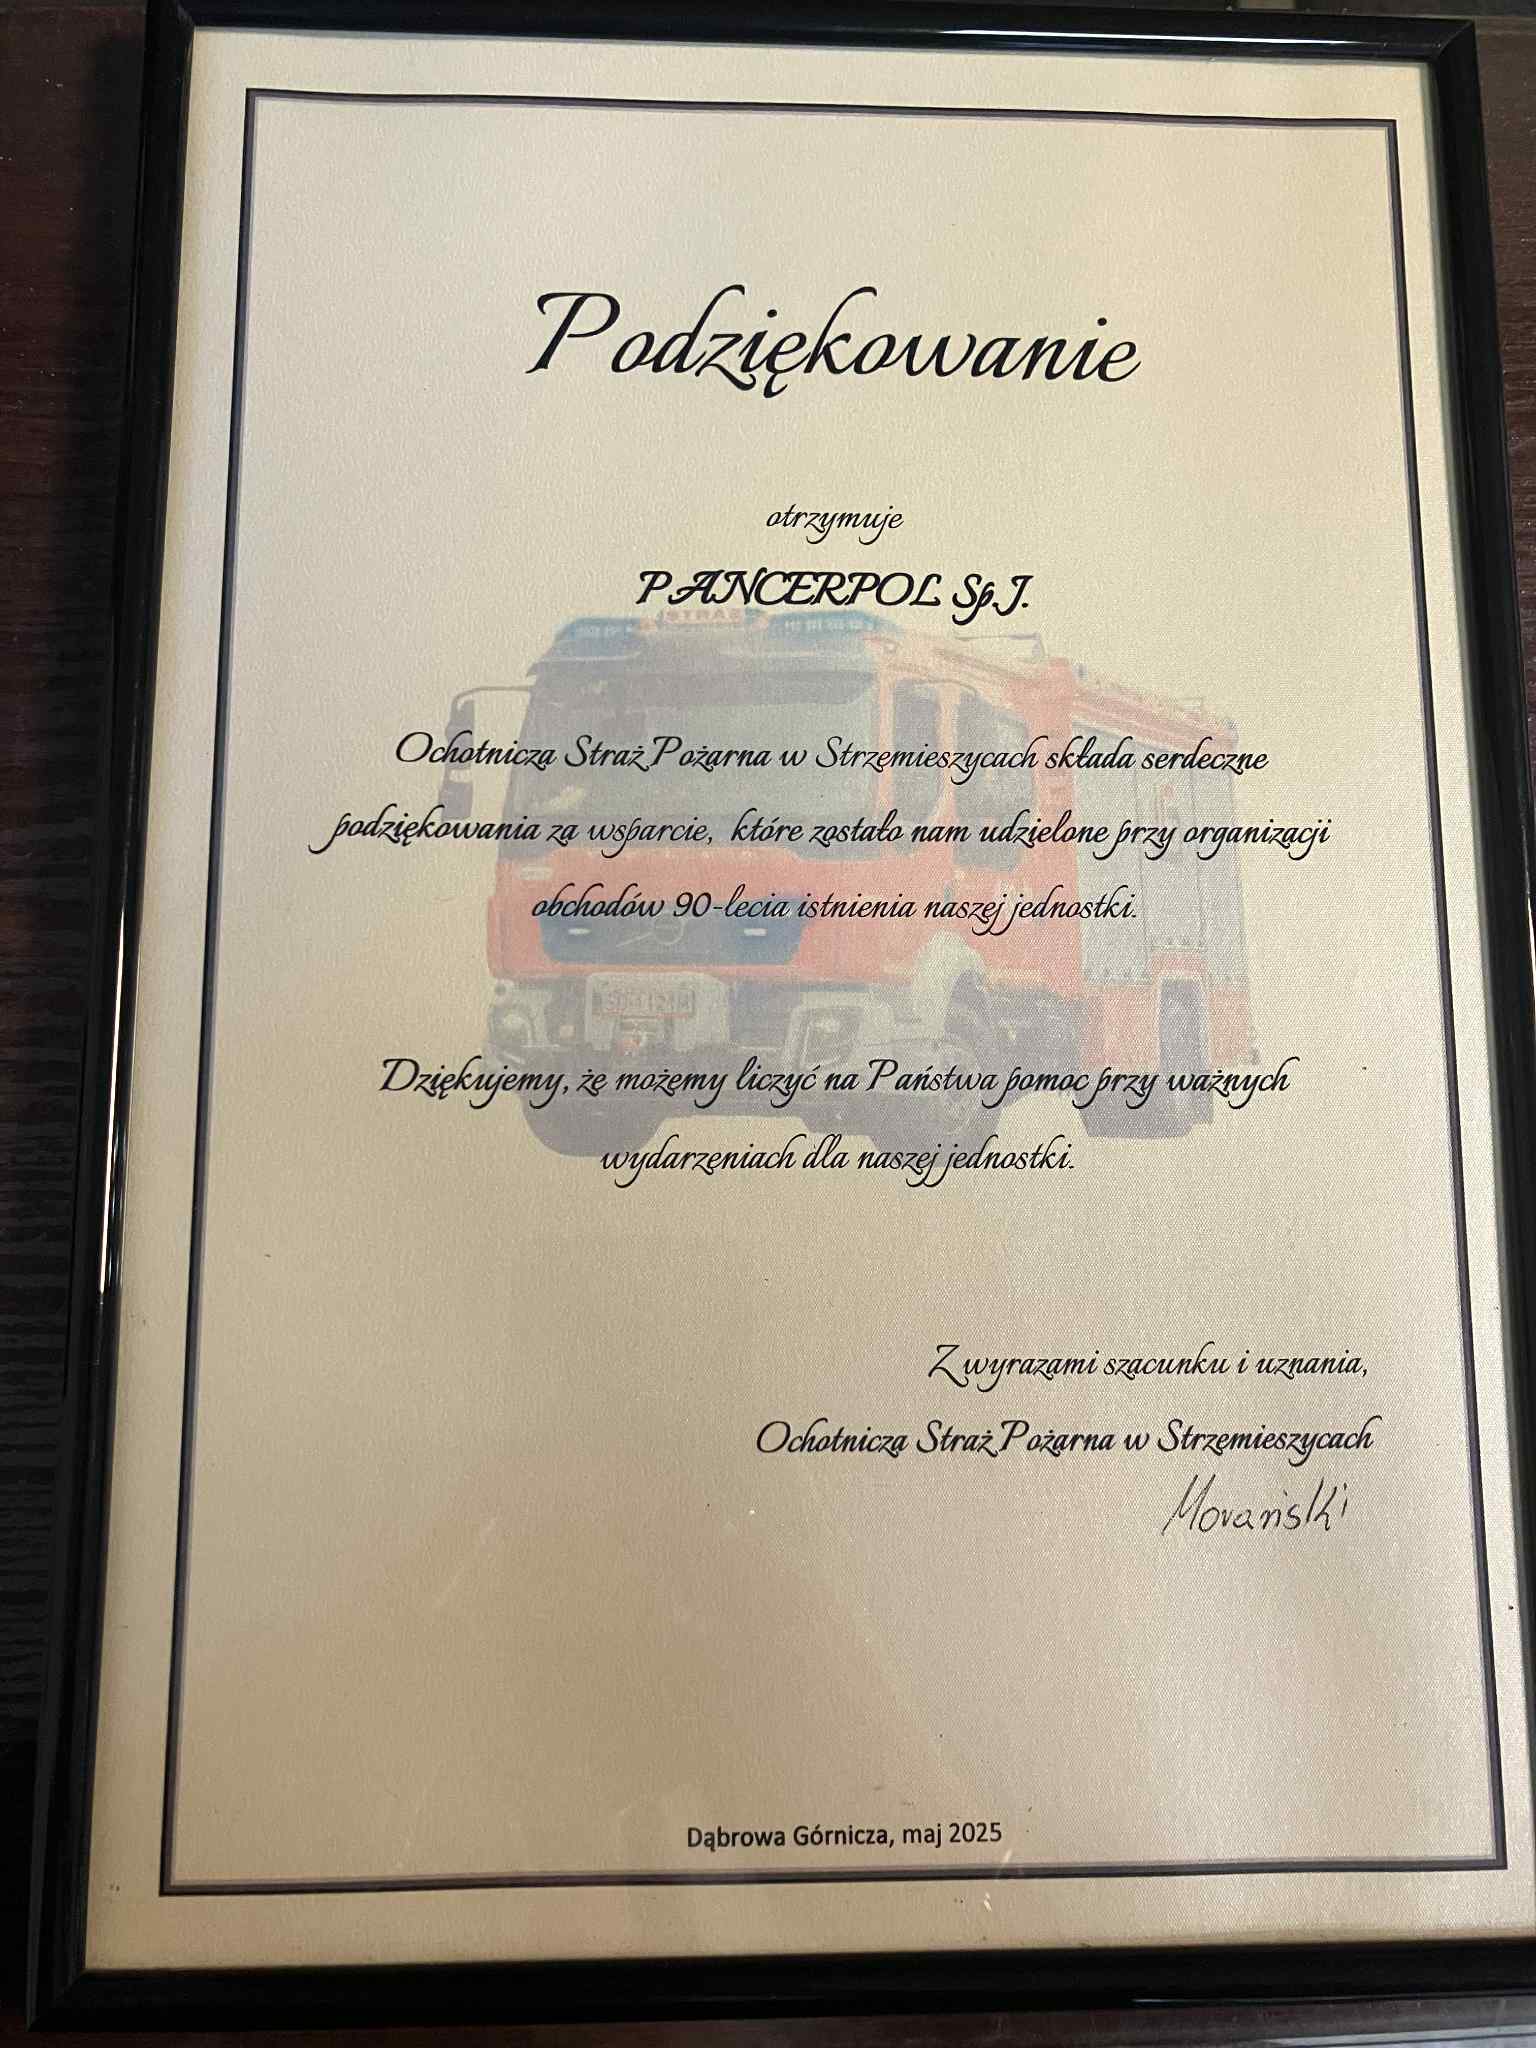 Podziękowanie
otrzymuje
PANCERPOL Sp.J.
Ochotnicza Straż Pożarna w Strzemieszycach składa serdeczne
podziękowania za wsparcie, które zostało nam udzielone przy organizacji
obchodów 90-lecia istnienia naszej jednostki.
Dziękujemy, że możemy liczyć na Państwa pomoc przy ważnych
wydarzeniach dla naszej jednostki.
Z wyrazami szacunku i uznania,
Ochotnicza Straż Pożarna w Strzemieszycach
Dąbrowa Górnicza, maj 2025